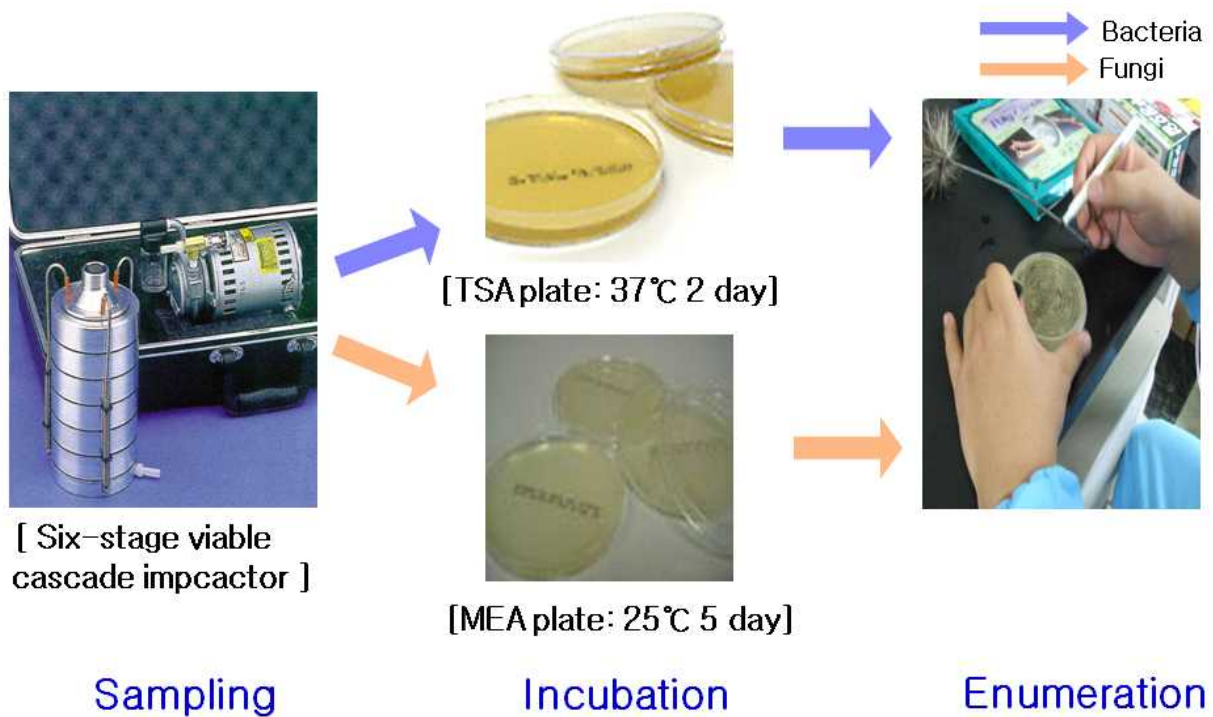 Bacteria
Fungi
[TSA plate: 37℃ 2 day]
[ Six-stage viable
cascade impcactor ]
[MEA plate: 25℃ 5 day]
Sampling
Incubation
Enumeration